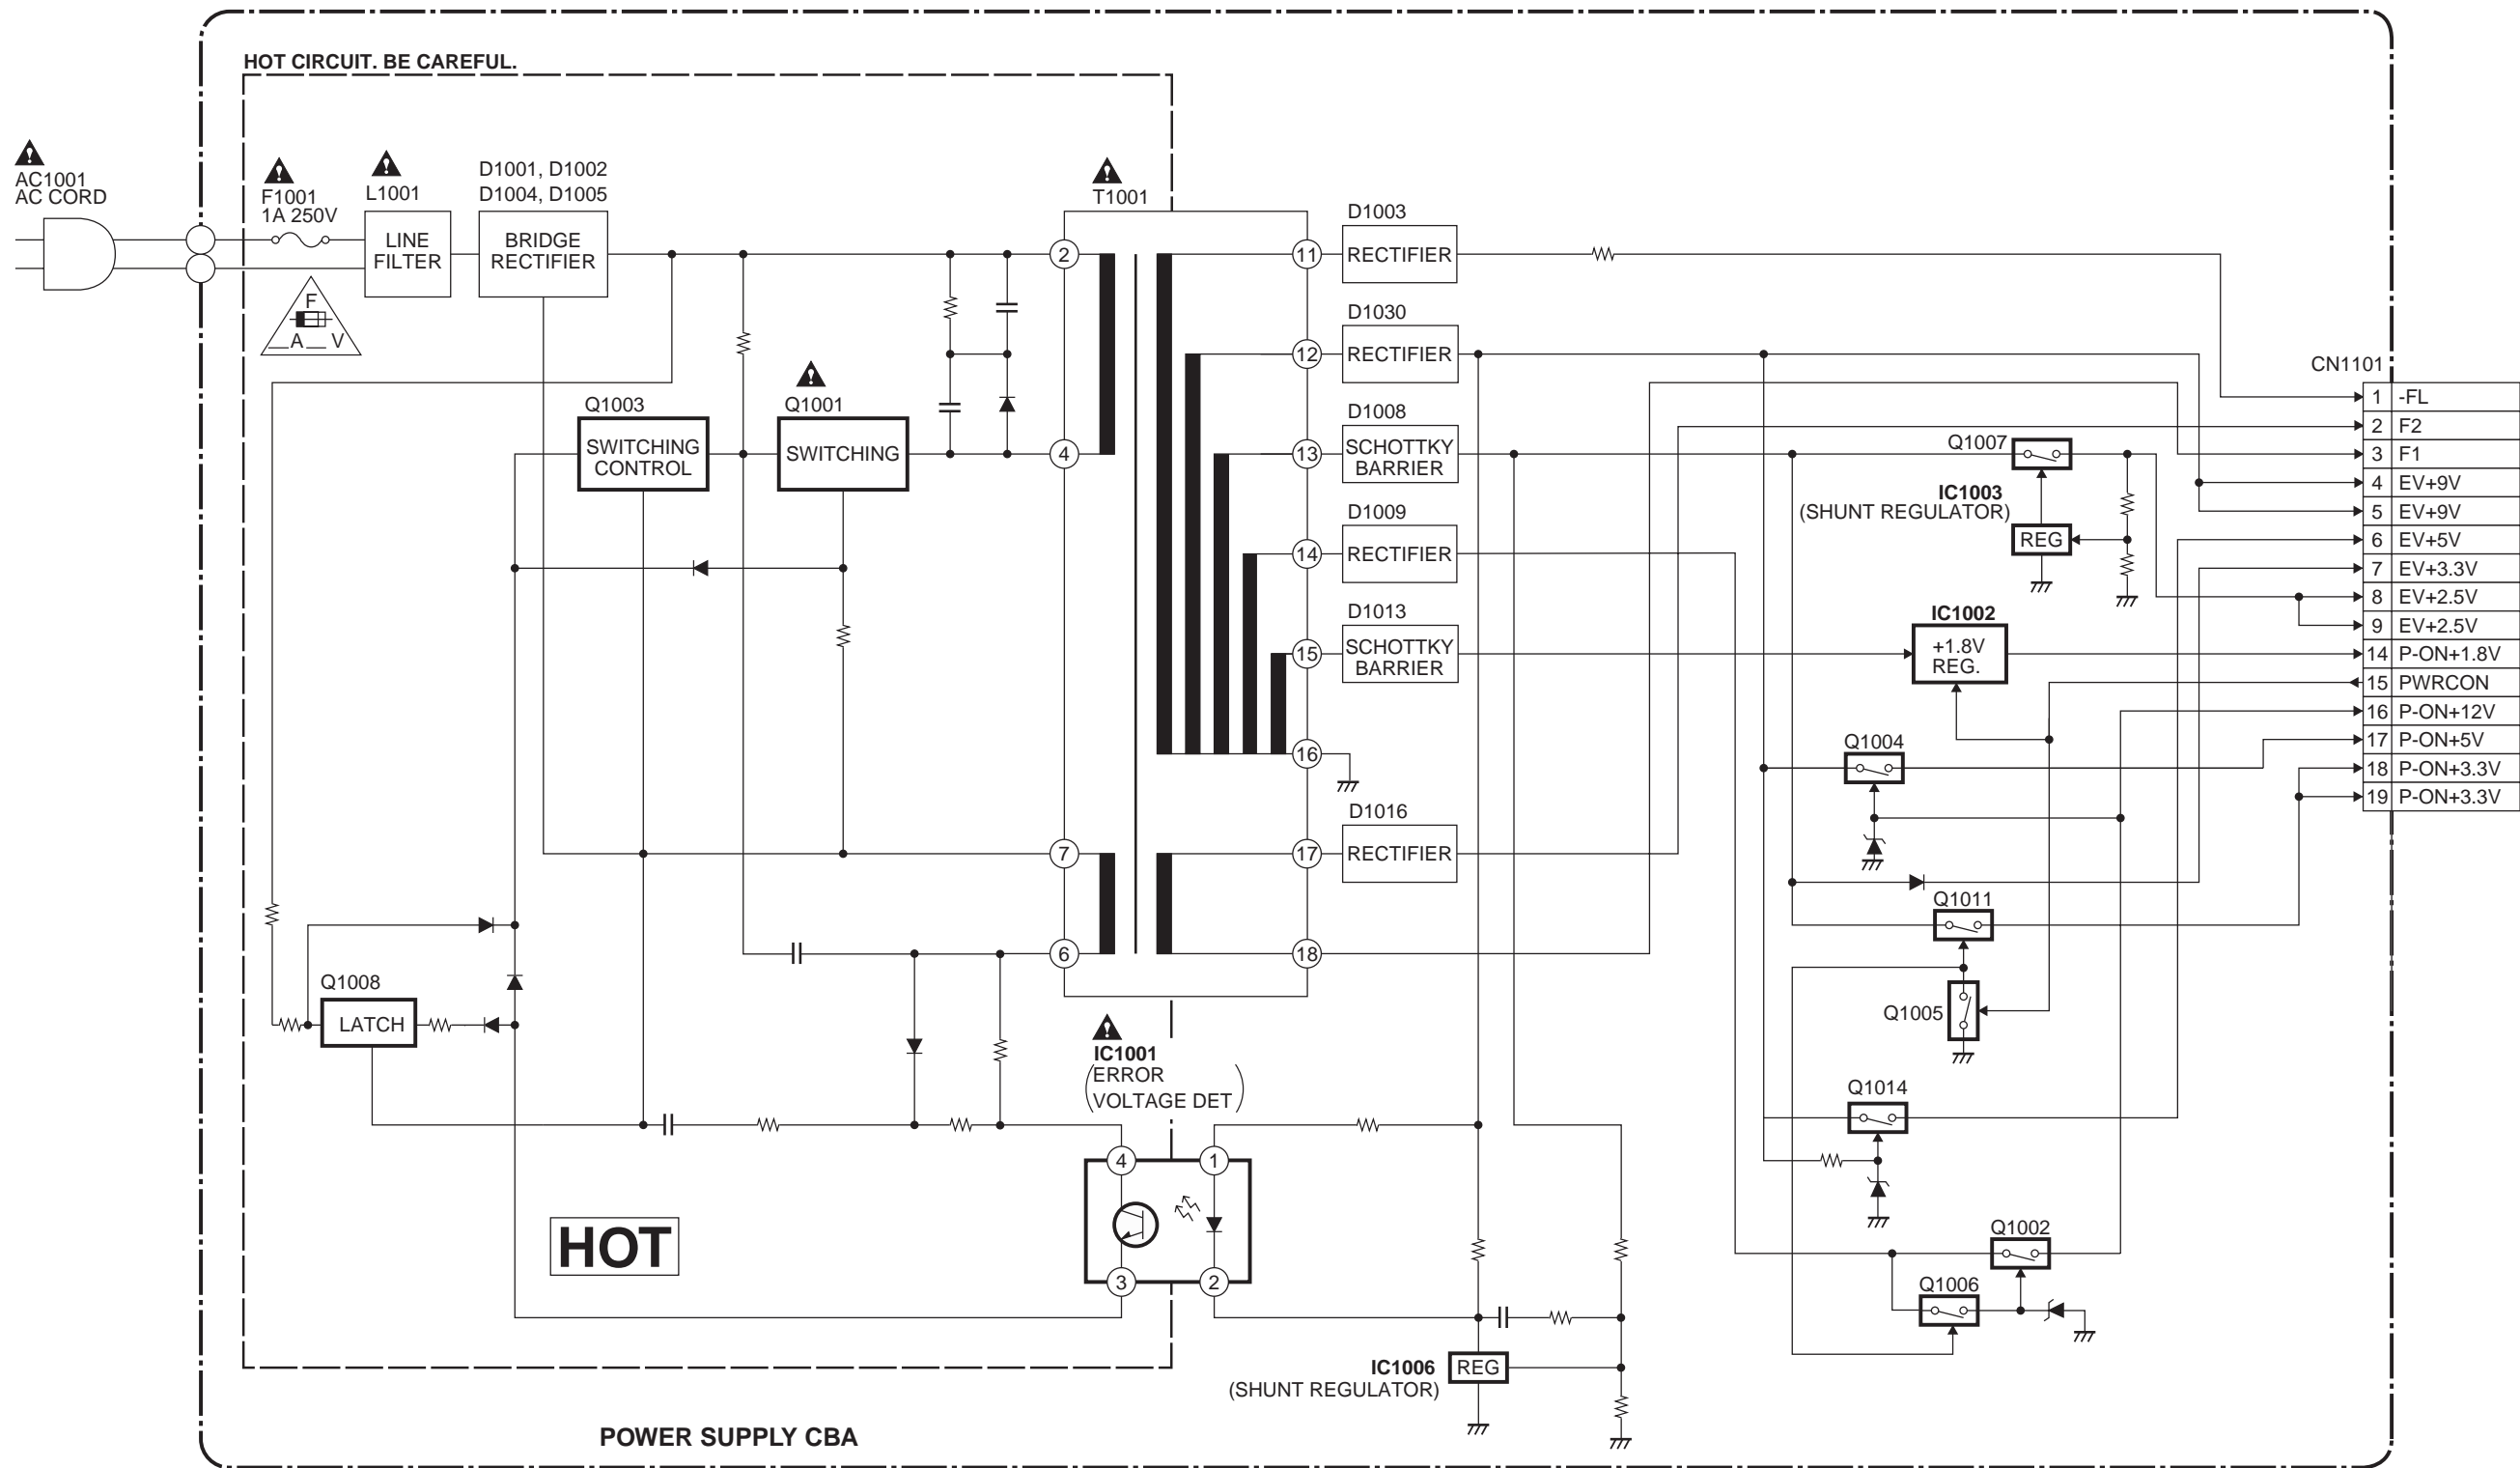 HOT CIRCUIT. BE CAREFUL.
AC1001
AC CORD
F1001
1A 250V
L1001
LINE
FILTER
D1001, D1002
D1004, D1005
BRIDGE
RECTIFIER
F
A V
Q1003
SWITCHING
CONTROL
Q1001
SWITCHING
T1001
2
4
7
6
11
12
13
14
15
16
17
18
D1003
RECTIFIER
D1030
RECTIFIER
D1008
SCHOTTKY
BARRIER
D1009
RECTIFIER
D1013
SCHOTTKY
BARRIER
D1016
RECTIFIER
Q1008
LATCH
HOT
IC1001
ERROR
VOLTAGE DET
4
1
3
2
IC1006
REG
(SHUNT REGULATOR)
Q1007
IC1003
(SHUNT REGULATOR)
REG
IC1002
+1.8V
REG.
Q1004
Q1011
Q1005
Q1014
Q1002
Q1006
CN1101
1 -FL
2 F2
3 F1
4 EV+9V
5 EV+9V
6 EV+5V
7 EV+3.3V
8 EV+2.5V
9 EV+2.5V
14 P-ON+1.8V
15 PWRCON
16 P-ON+12V
17 P-ON+5V
18 P-ON+3.3V
19 P-ON+3.3V
POWER SUPPLY CBA